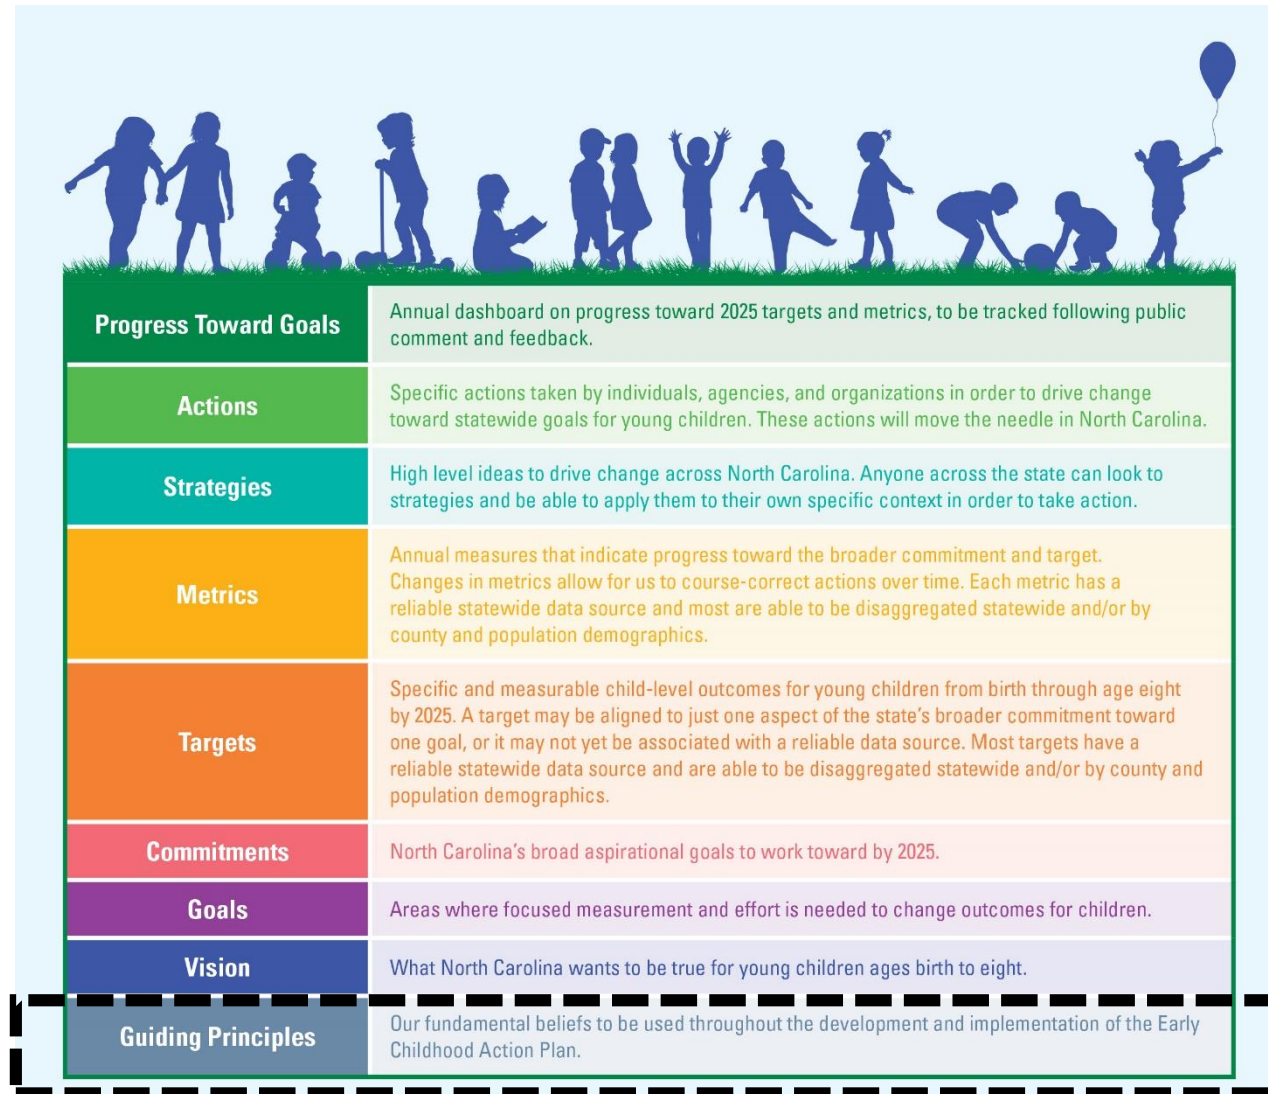 Progress Toward Goals
Annual dashboard on progress toward 2025 targets and metrics, to be tracked following public
comment and feedback.
Actions
Specific actions taken by individuals, agencies, and organizations in order to drive change
toward statewide goals for young children. These actions will move the needle in North Carolina.
Strategies
High level ideas to drive change across North Carolina. Anyone across the state can look to
strategies and be able to apply them to their own specific context in order to take action.
Metrics
Annual measures that indicate progress toward the broader commitment and target.
Changes in metrics allow for us to course-correct actions over time. Each metric has a
reliable statewide data source and most are able to be disaggregated statewide and/or by
county and population demographics.
Targets
Specific and measurable child-level outcomes for young children from birth through age eight
by 2025. A target may be aligned to just one aspect of the state's broader commitment toward
one goal, or it may not yet be associated with a reliable data source. Most targets have a
reliable statewide data source and are able to be disaggregated statewide and/or by county and
population demographics.
Commitments
North Carolina's broad aspirational goals to work toward by 2025.
Goals
Areas where focused measurement and effort is needed to change outcomes for children.
Vision
What North Carolina wants to be true for young children ages birth to eight.
Guiding Principles
Our fundamental beliefs to be used throughout the development and implementation of the Early
Childhood Action Plan.